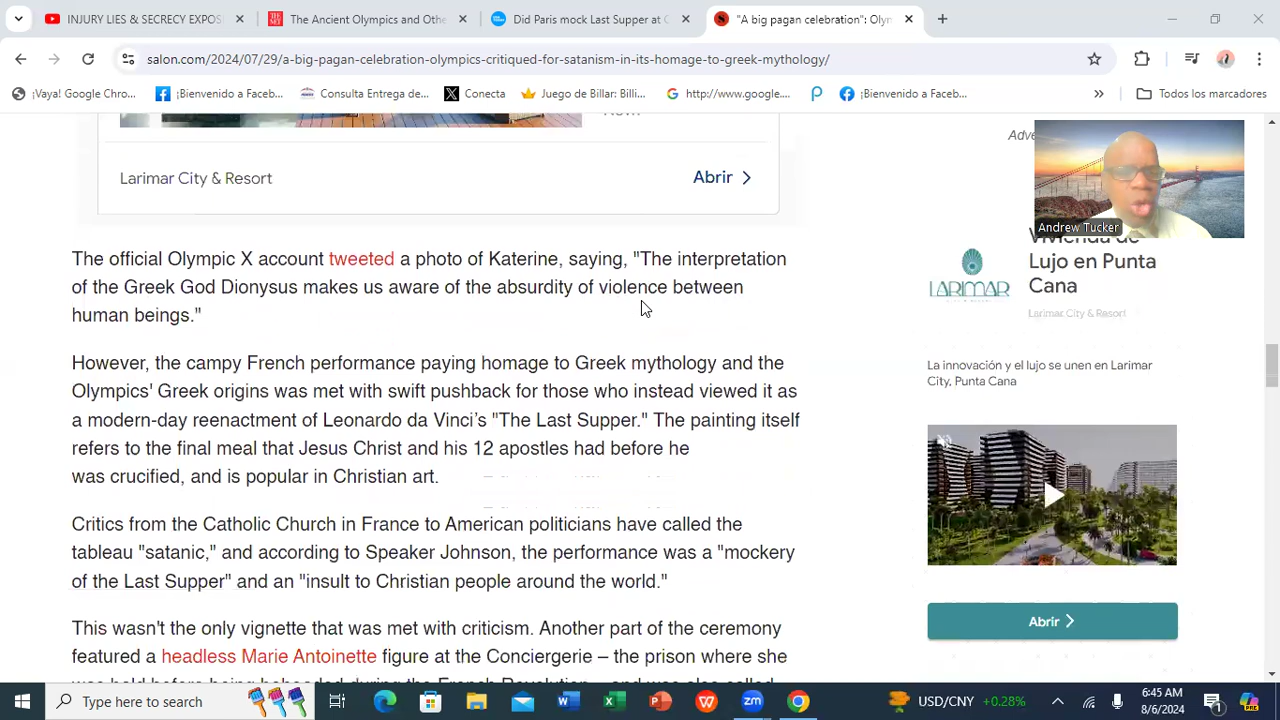 INJURY LIES & SECRECY EXPOS
The Ancient Olympics and Othe
Did Paris mock Last Supper at C
"A big pagan celebration": Olym
salon.com/2024/07/29/a-big-pagan-celebration-olympics-critiqued-for-satanism-in-its-homage-to-greek-mythology/
¡Vaya! Google Chro...
¡Bienvenido a Faceb...
Consulta Entrega de...
Conecta
Juego de Billar: Billi...
http://www.google....
¡Bienvenido a Faceb...
»
Todos los marcadores
Adve
Larimar City & Resort
Abrir
Andrew Tucker
The official Olympic X account tweeted a photo of Katerine, saying, "The interpretation
of the Greek God Dionysus makes us aware of the absurdity of violence between
human beings."
However, the campy French performance paying homage to Greek mythology and the
Olympics' Greek origins was met with swift pushback for those who instead viewed it as
a modern-day reenactment of Leonardo da Vinci’s "The Last Supper." The painting itself
refers to the final meal that Jesus Christ and his 12 apostles had before he
was crucified, and is popular in Christian art.
Critics from the Catholic Church in France to American politicians have called the
tableau "satanic," and according to Speaker Johnson, the performance was a "mockery
of the Last Supper" and an "insult to Christian people around the world."
This wasn't the only vignette that was met with criticism. Another part of the ceremony
featured a headless Marie Antoinette figure at the Conciergerie – the prison where she
LARIMAR
Vivienda de
Lujo en Punta
Cana
Larimar City & Resort
La innovación y el lujo se unen en Larimar
City, Punta Cana
Abrir
Type here to search
USD/CNY +0.28%
6:45 AM
8/6/2024